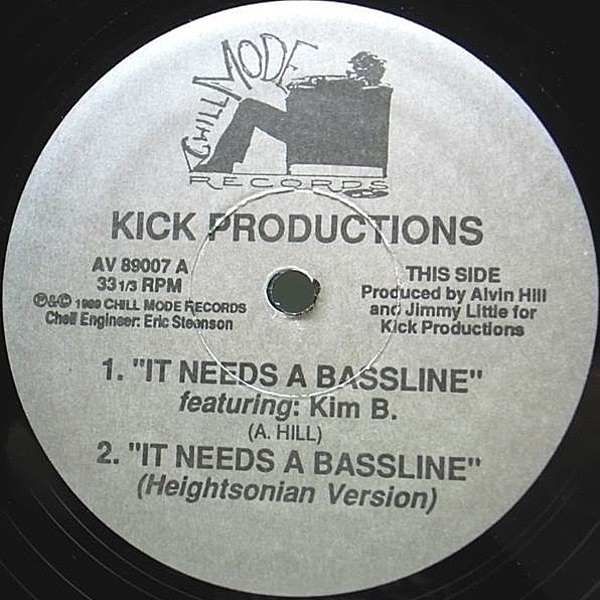 CHILL MODE
RECORDS
KICK PRODUCTIONS
AV 89007 A
33 1/3 RPM
℗&© 1989 CHILL MODE RECORDS
Cheif Engineer: Eric Steenson
THIS SIDE
Produced by Alvin Hill
and Jimmy Little for
Kick Productions
1. "IT NEEDS A BASSLINE"
featuring: Kim B.
(A. HILL)
2. "IT NEEDS A BASSLINE"
(Heightsonian Version)